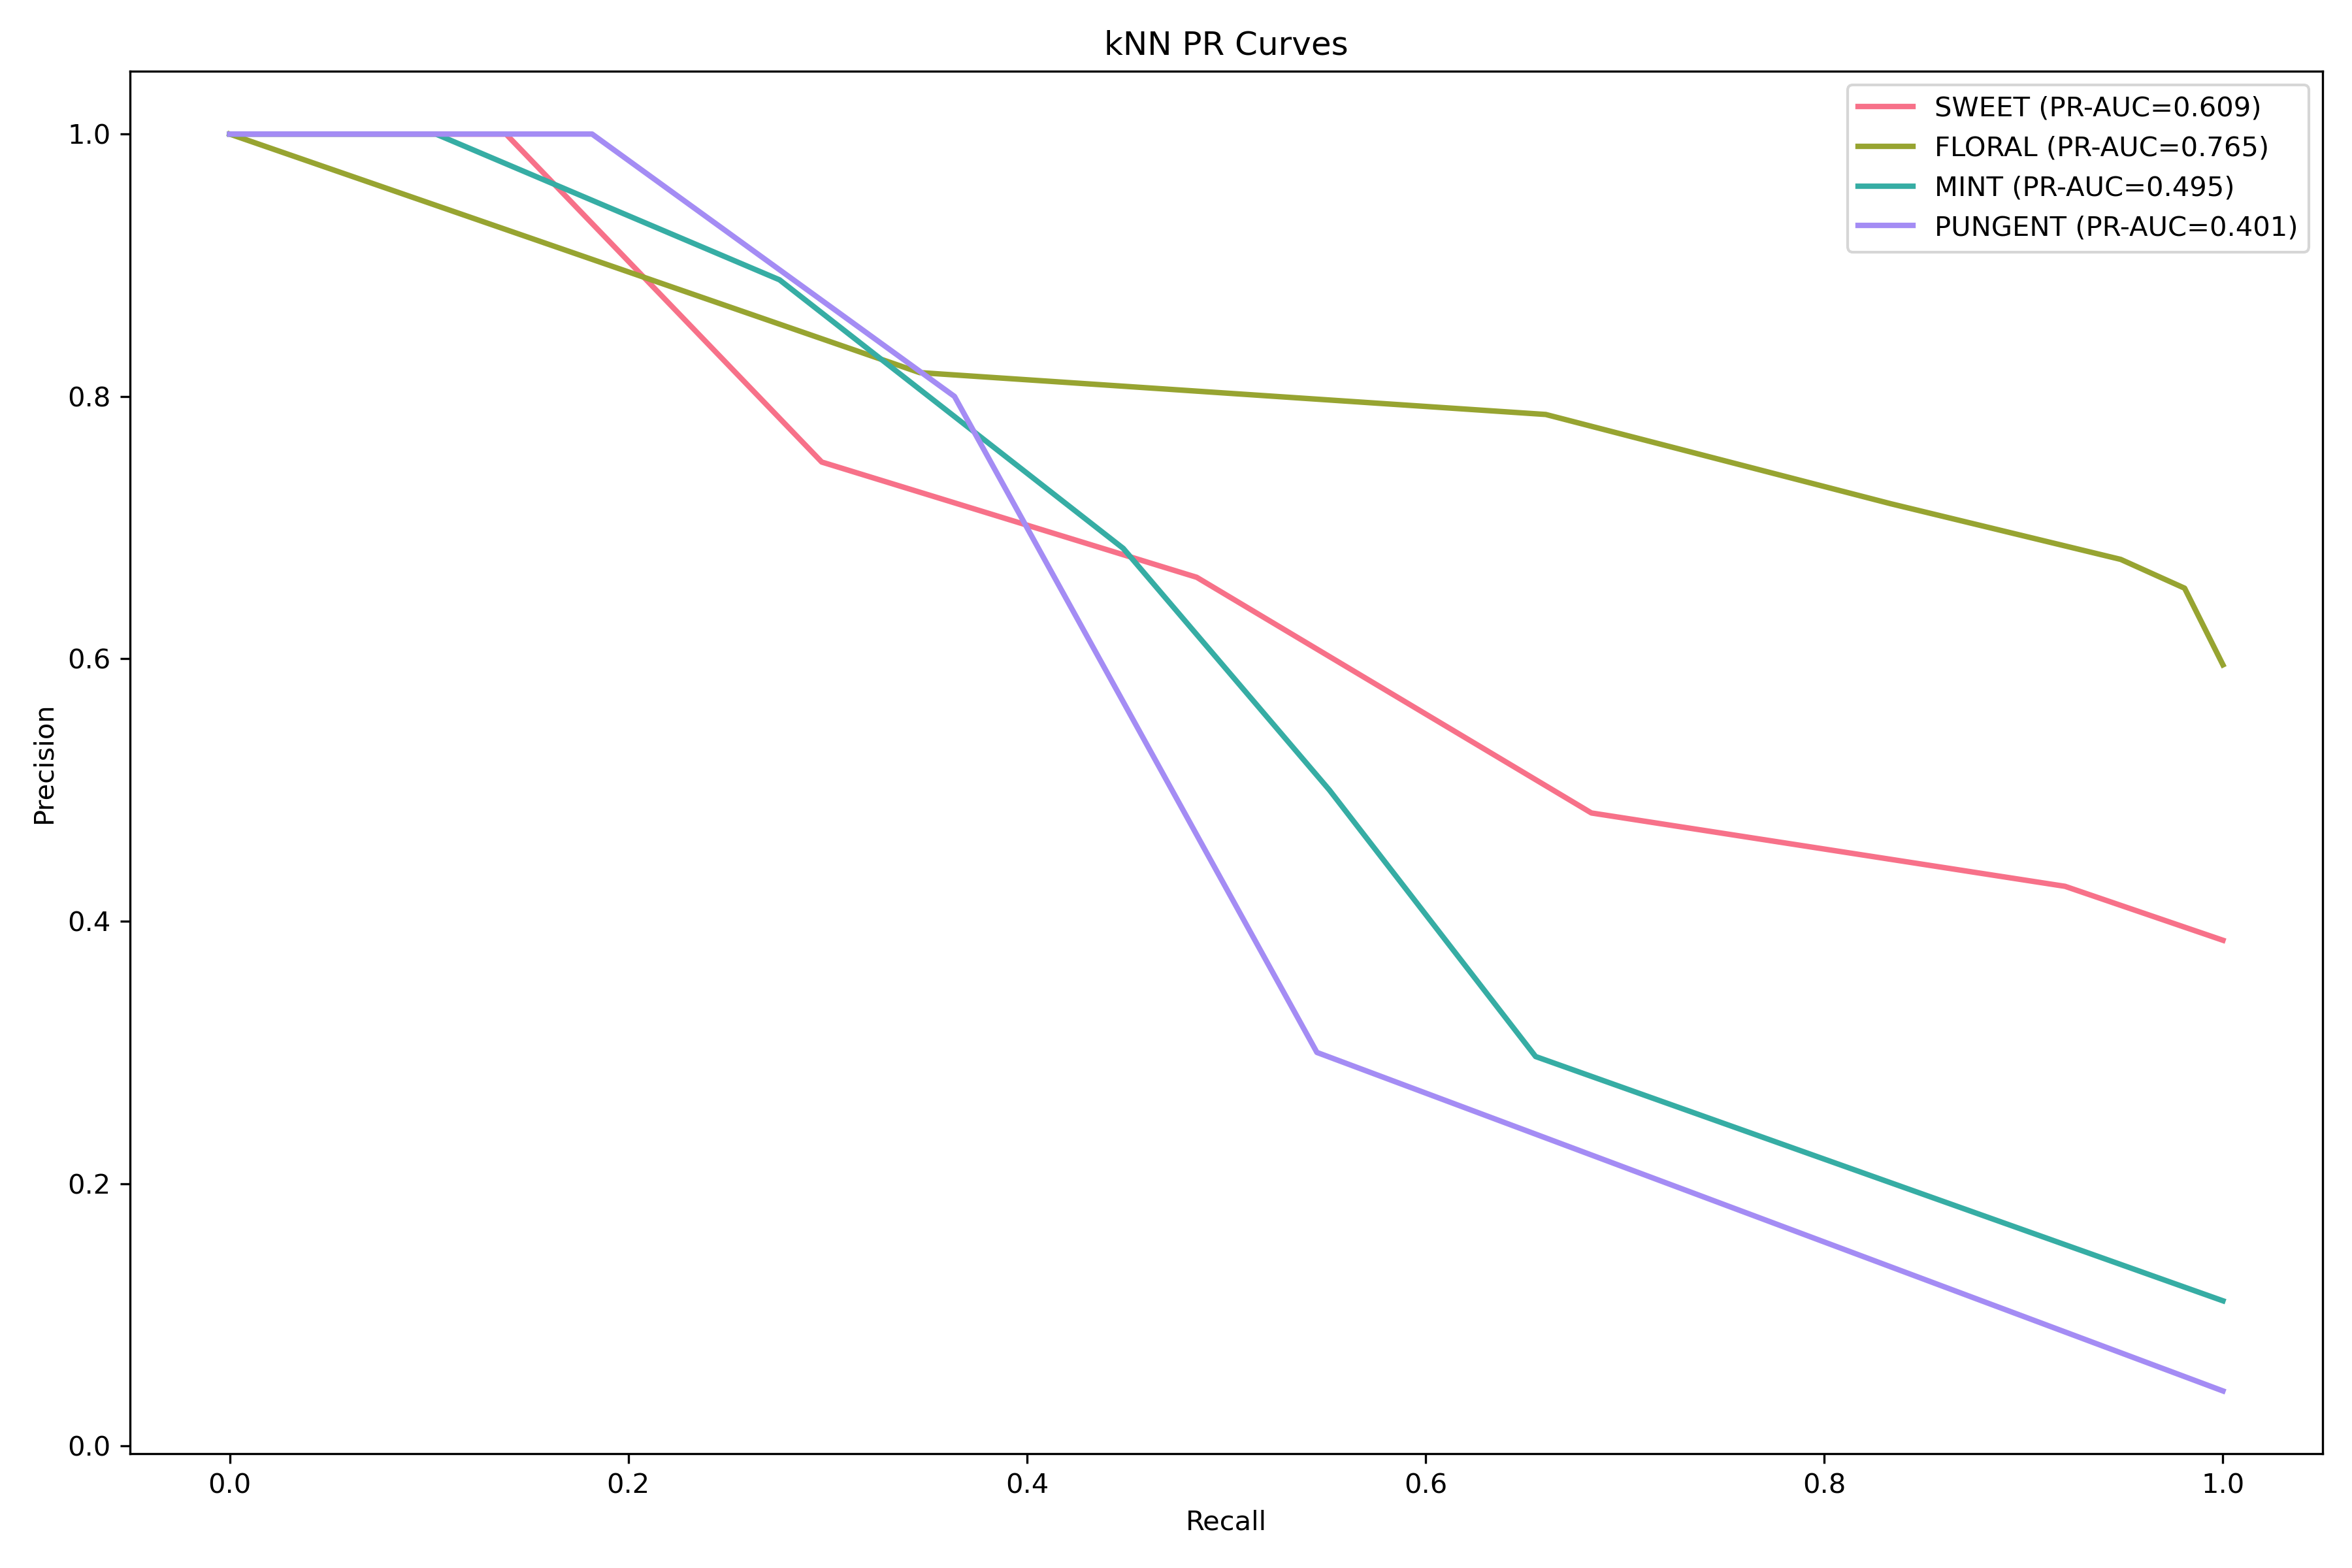 kNN PR Curves
SWEET (PR-AUC=0.609)
FLORAL (PR-AUC=0.765)
MINT (PR-AUC=0.495)
PUNGENT (PR-AUC=0.401)
Precision
1.0
0.8
0.6
0.4
0.2
0.0
0.0 0.2 0.4 0.6 0.8 1.0
Recall